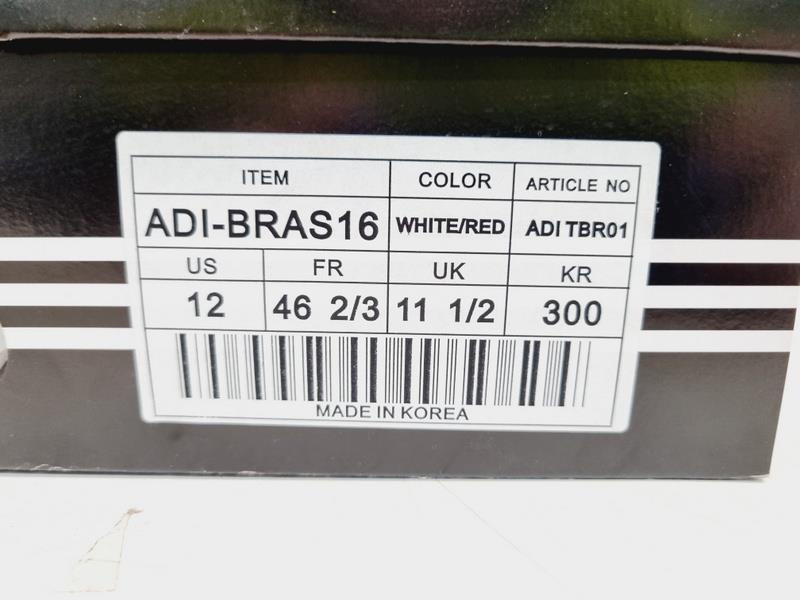 ITEM COLOR ARTICLE NO
ADI-BRAS16 WHITE/RED ADI TBR01
US FR UK KR
12 46 2/3 11 1/2 300
MADE IN KOREA